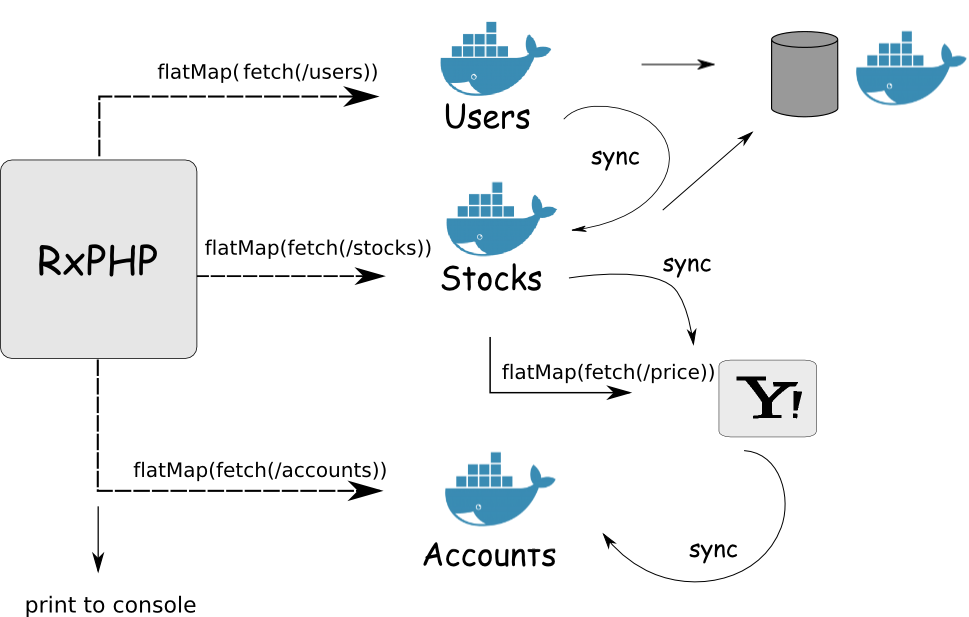 flatMap( fetch(/users))
Users
sync
RxPHP
flatMap(fetch(/stocks))
Stocks
sync
flatMap(fetch(/price))
Y!
flatMap(fetch(/accounts))
Accounts
sync
print to console